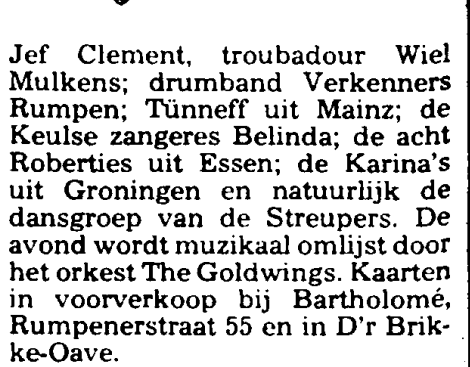 Jef Clement, troubadour Wiel
Mulkens; drumband Verkenners
Rumpen; Tünneff uit Mainz; de
Keulse zangeres Belinda; de acht
Roberties uit Essen; de Karina's
uit Groningen en natuurlijk de
dansgroep van de Streupers. De
avond wordt muzikaal omlijst door
het orkest The Goldwings. Kaarten
in voorverkoop bij Bartholomé,
Rumpenerstraat 55 en in D'r Brik-
ke-Oave.